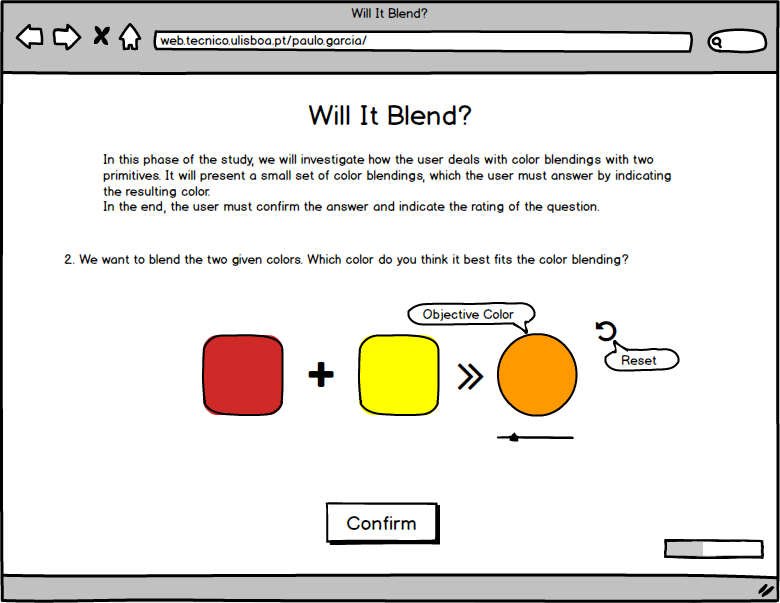 Will It Blend?
web.tecnico.ulisboa.pt/paulo.garcia/
Will It Blend?
In this phase of the study, we will investigate how the user deals with color blendings with two
primitives. It will present a small set of color blendings, which the user must answer by indicating
the resulting color.
In the end, the user must confirm the answer and indicate the rating of the question.
2. We want to blend the two given colors. Which color do you think it best fits the color blending?
Objective Color
Reset
Confirm